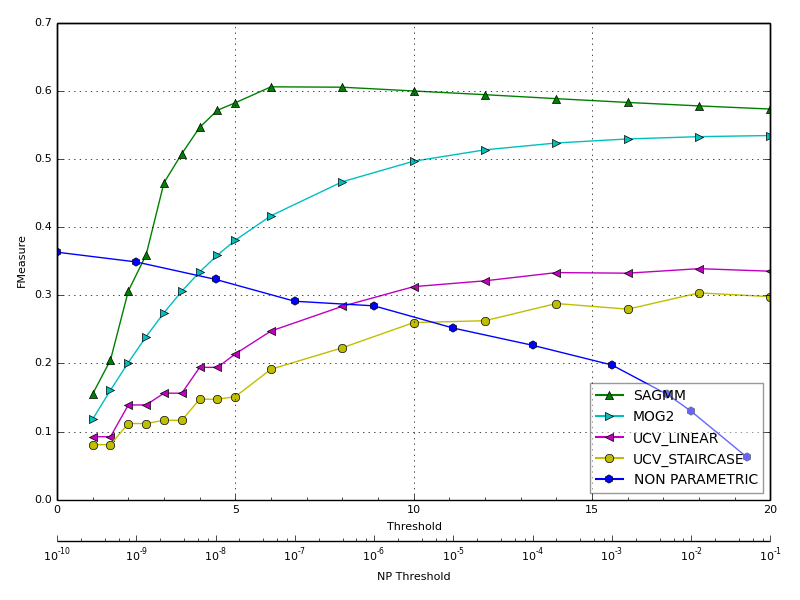 0.7
0.6
0.5
0.4
0.3
0.2
0.1
0.0
FMeasure
SAGMM
MOG2
UCV_LINEAR
UCV_STAIRCASE
NON PARAMETRIC
0 5 10 15 20
Threshold
10^-10 10^-9 10^-8 10^-7 10^-6 10^-5 10^-4 10^-3 10^-2 10^-1
NP Threshold